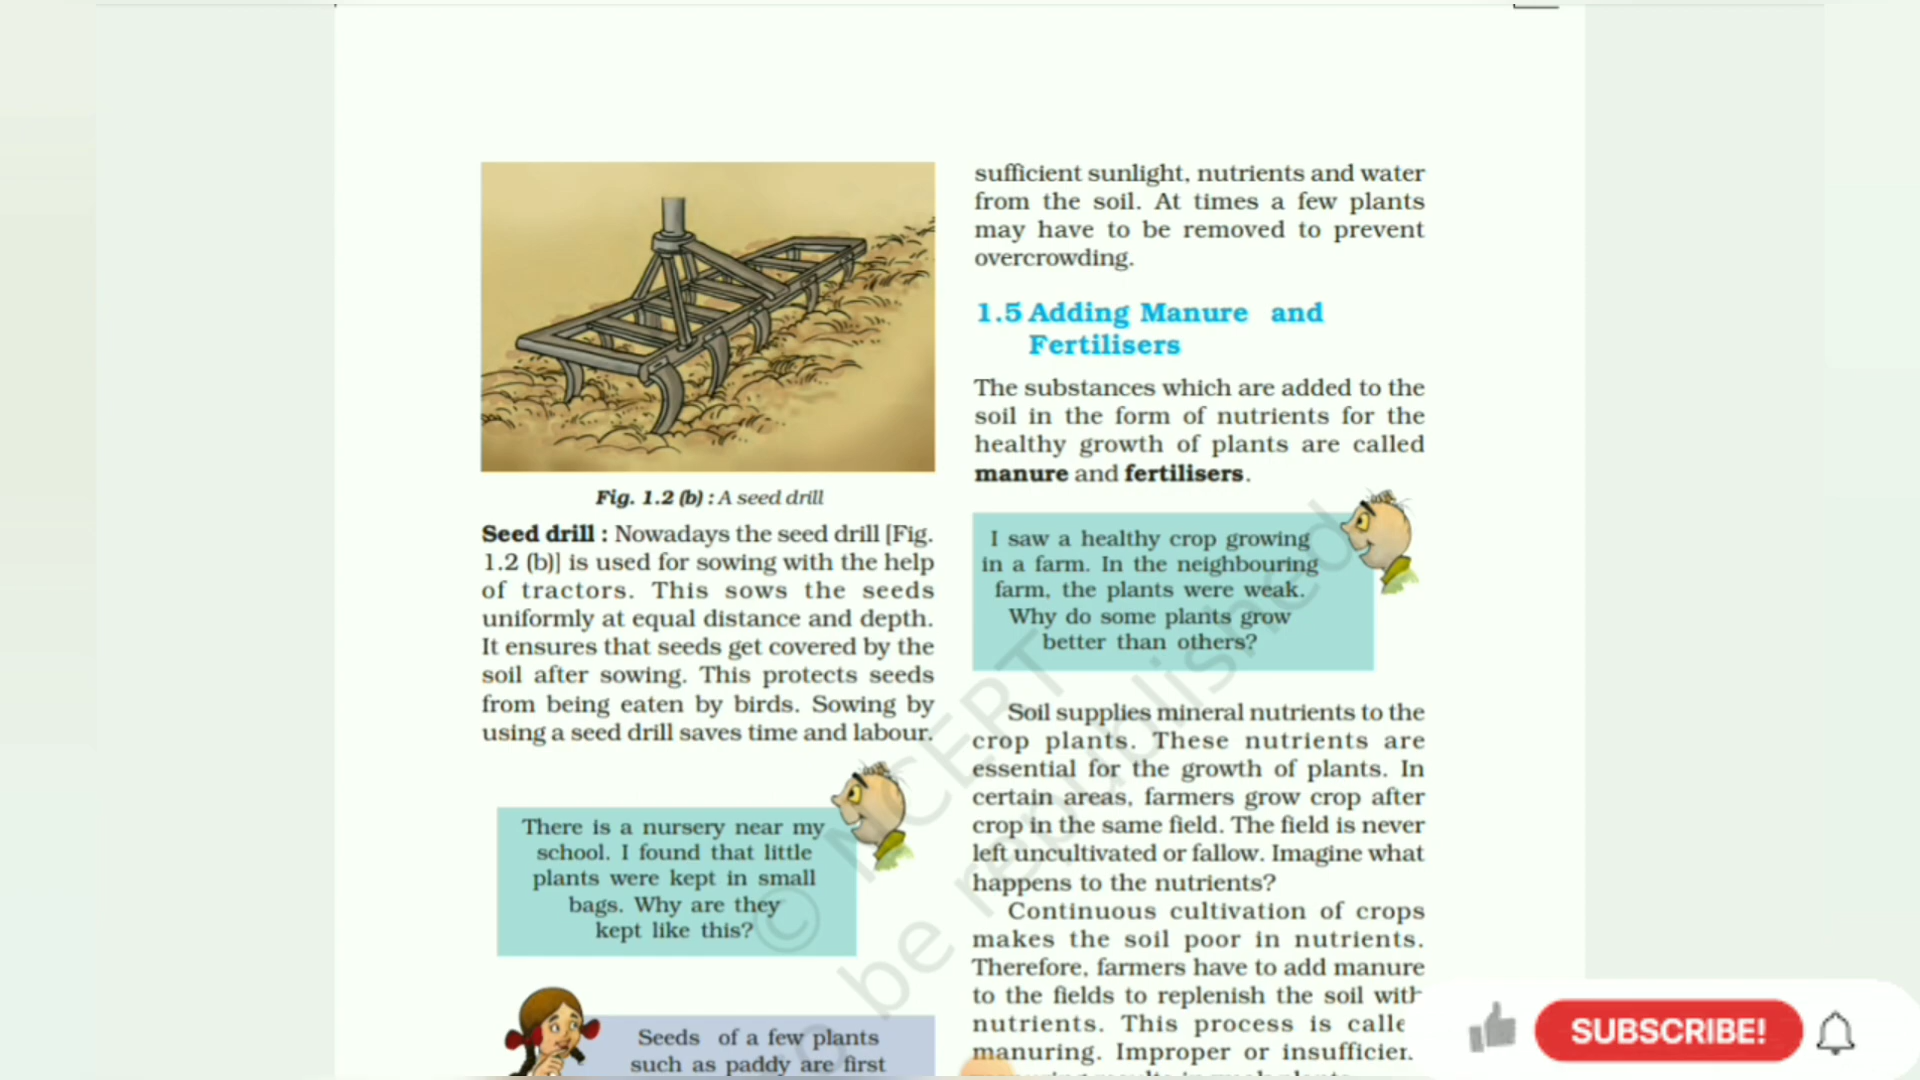 Fig. 1.2 (b) : A seed drill
Seed drill : Nowadays the seed drill [Fig.
1.2 (b)] is used for sowing with the help
of tractors. This sows the seeds
uniformly at equal distance and depth.
It ensures that seeds get covered by the
soil after sowing. This protects seeds
from being eaten by birds. Sowing by
using a seed drill saves time and labour.
There is a nursery near my
school. I found that little
plants were kept in small
bags. Why are they
kept like this?
Seeds of a few plants
such as paddy are first
sufficient sunlight, nutrients and water
from the soil. At times a few plants
may have to be removed to prevent
overcrowding.
1.5 Adding Manure and
Fertilisers
The substances which are added to the
soil in the form of nutrients for the
healthy growth of plants are called
manure and fertilisers.
I saw a healthy crop growing
in a farm. In the neighbouring
farm, the plants were weak.
Why do some plants grow
better than others?
Soil supplies mineral nutrients to the
crop plants. These nutrients are
essential for the growth of plants. In
certain areas, farmers grow crop after
crop in the same field. The field is never
left uncultivated or fallow. Imagine what
happens to the nutrients?
Continuous cultivation of crops
makes the soil poor in nutrients.
Therefore, farmers have to add manure
to the fields to replenish the soil
nutrients. This process is
manuring. Improper or
© NCERT
be republished
SUBSCRIBE!